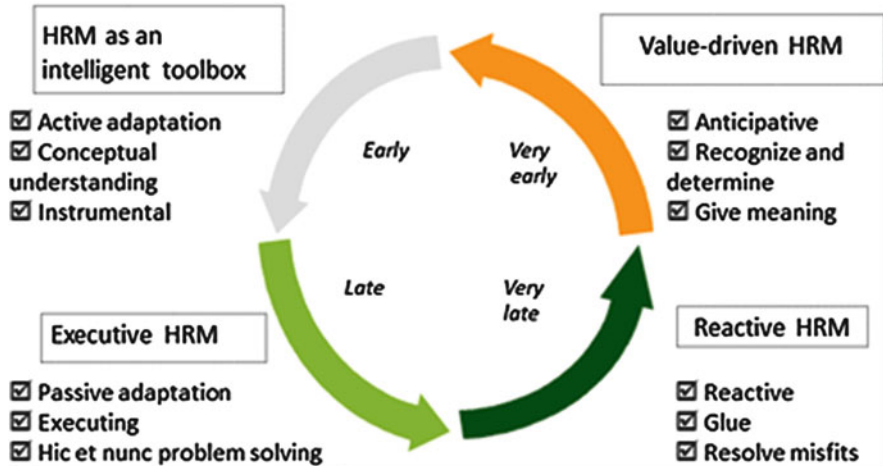 HRM as an
intelligent toolbox
☑ Active adaptation
☑ Conceptual
understanding
☑ Instrumental
Value-driven HRM
☑ Anticipative
☑ Recognize and
determine
☑ Give meaning
Early
Very
early
Late
Very
late
Executive HRM
☑ Passive adaptation
☑ Executing
☑ Hic et nunc problem solving
Reactive HRM
☑ Reactive
☑ Glue
☑ Resolve misfits